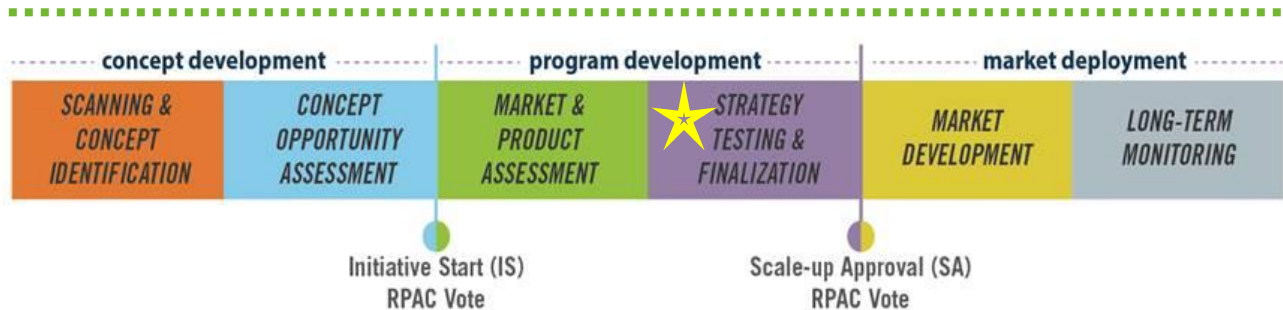 concept development
program development
market deployment
SCANNING &
CONCEPT
IDENTIFICATION
CONCEPT
OPPORTUNITY
ASSESSMENT
MARKET &
PRODUCT
ASSESSMENT
STRATEGY
TESTING &
FINALIZATION
MARKET
DEVELOPMENT
LONG-TERM
MONITORING
Initiative Start (IS)
RPAC Vote
Scale-up Approval (SA)
RPAC Vote